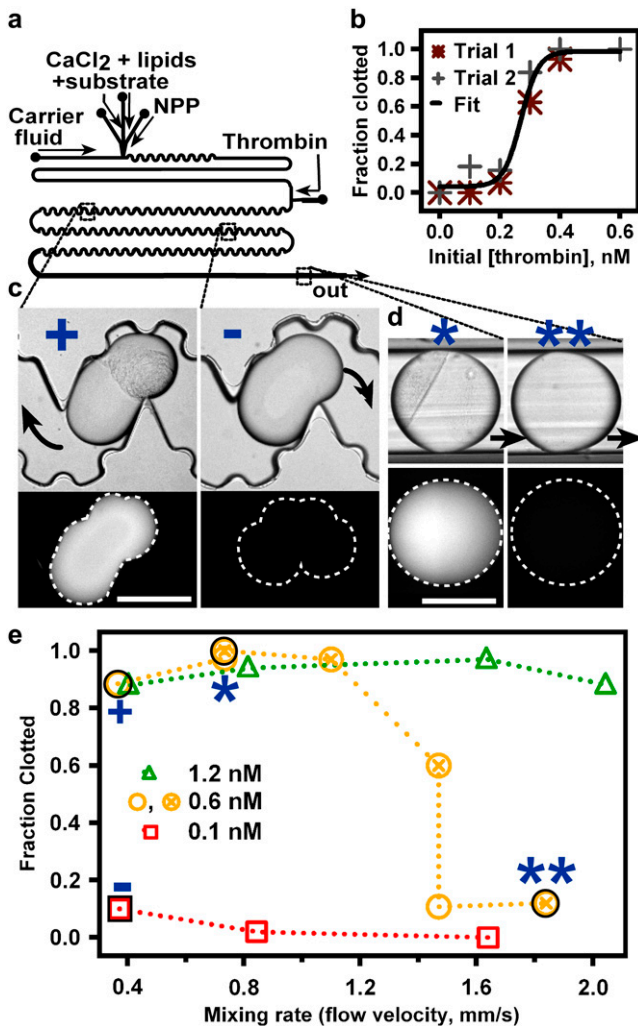 a
CaCl2 + lipids
+substrate
NPP
Carrier
fluid
Thrombin
out
b
Fraction clotted
1.0
0.8
0.6
0.4
0.2
0.0
Trial 1
Trial 2
Fit
0.0 0.2 0.4 0.6
Initial [thrombin], nM
c
+
-
d
*
**
e
Fraction Clotted
1.0
0.8
0.6
0.4
0.2
0.0
+
*
1.2 nM
, 0.6 nM
0.1 nM
-
**
0.4 0.8 1.2 1.6 2.0
Mixing rate (flow velocity, mm/s)